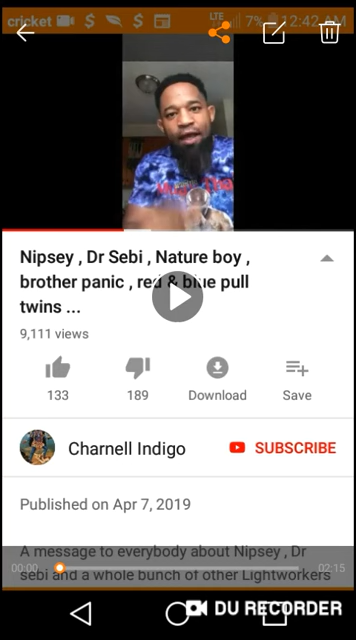 cricket $ $ LTE 7% 12:42 AM
Nipsey , Dr Sebi , Nature boy ,
brother panic , red & blue pull
twins ...
9,111 views
133 189 Download Save
Charnell Indigo SUBSCRIBE
Published on Apr 7, 2019
A message to everybody about Nipsey , Dr
00:00 02:15
sebi and a whole bunch of other Lightworkers
DU RECORDER